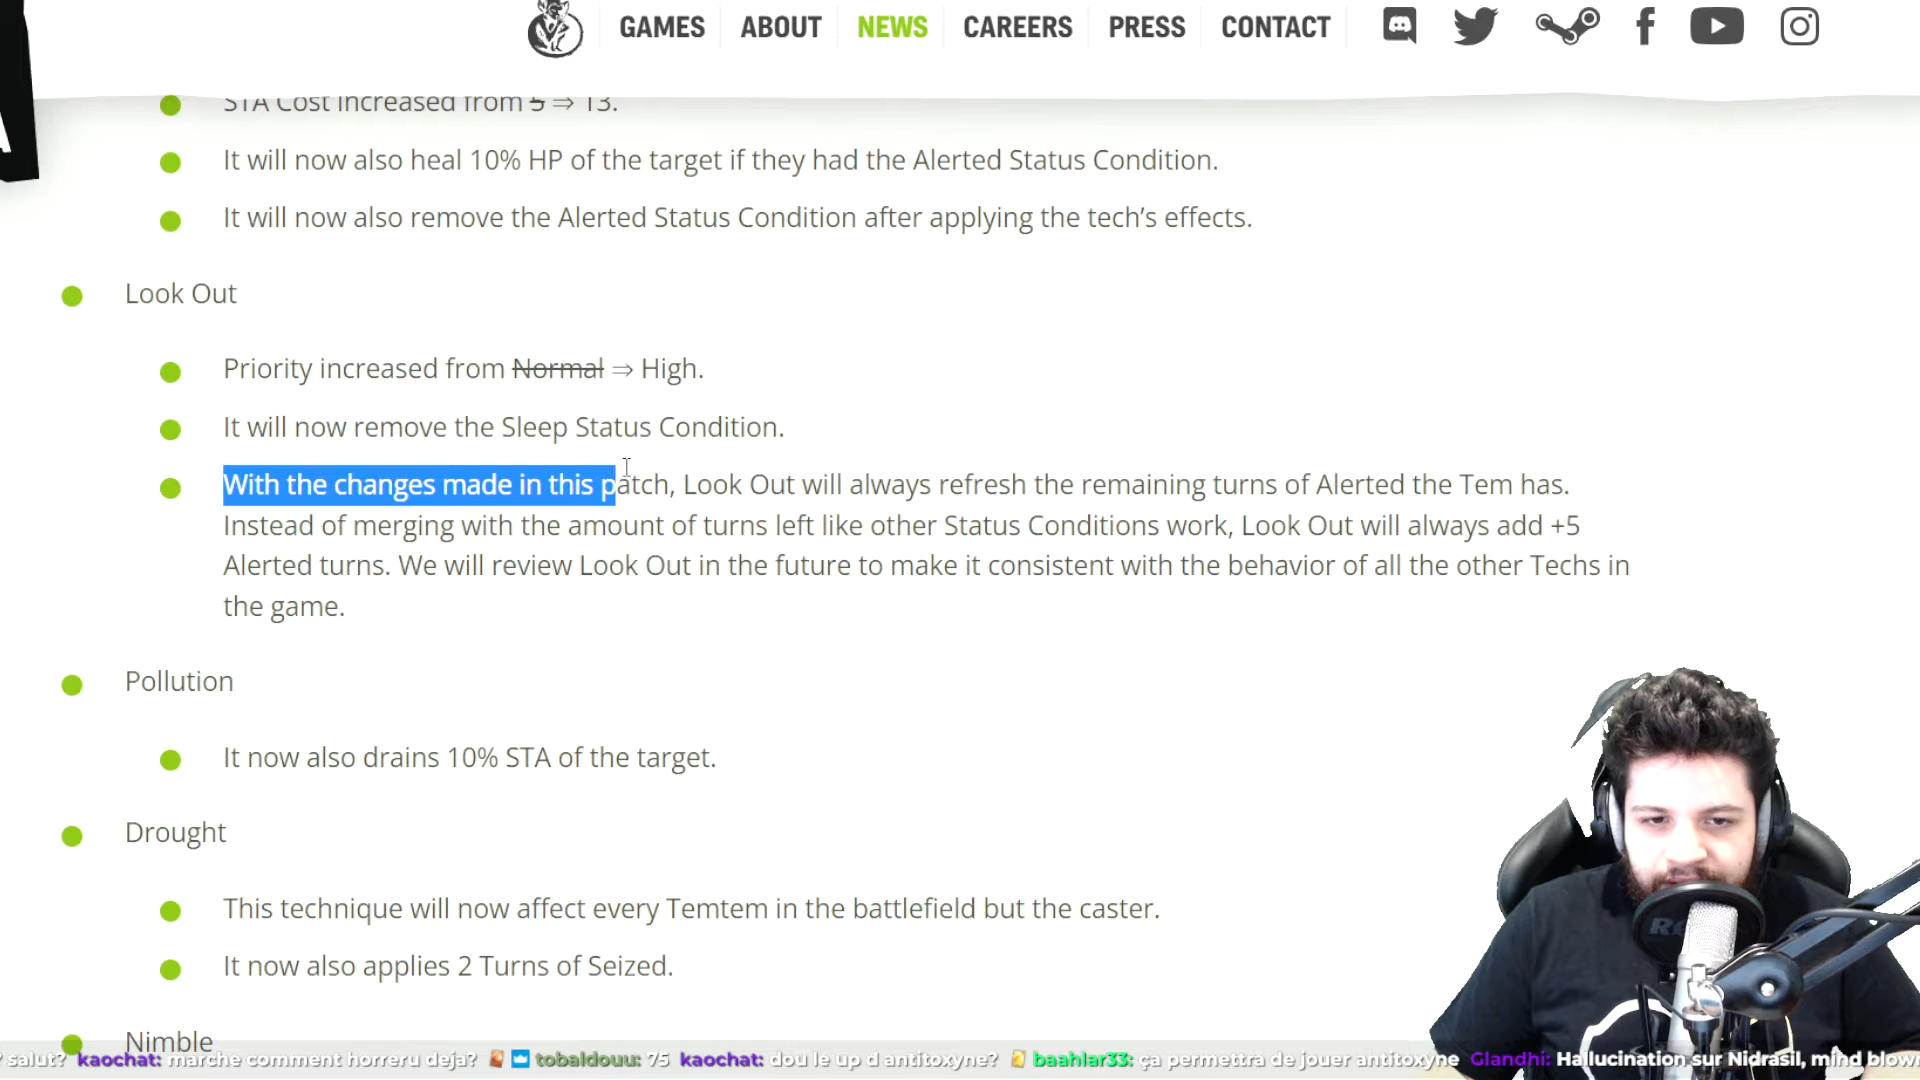 GAMES ABOUT NEWS CAREERS PRESS CONTACT
A
STA Cost increased from 5 ⇒ 13.
It will now also heal 10% HP of the target if they had the Alerted Status Condition.
It will now also remove the Alerted Status Condition after applying the tech’s effects.
Look Out
Priority increased from Normal ⇒ High.
It will now remove the Sleep Status Condition.
With the changes made in this patch, Look Out will always refresh the remaining turns of Alerted the Tem has.
Instead of merging with the amount of turns left like other Status Conditions work, Look Out will always add +5
Alerted turns. We will review Look Out in the future to make it consistent with the behavior of all the other Techs in
the game.
Pollution
It now also drains 10% STA of the target.
Drought
This technique will now affect every Temtem in the battlefield but the caster.
It now also applies 2 Turns of Seized.
Nimble
salut? kaochat: marche comment horreru deja? tobaldouu: 75 kaochat: dou le up d antitoxyne? baahlar33: ça permettra de jouer antitoxyne Glandhi: Hallucination sur Nidrasil, mind blown